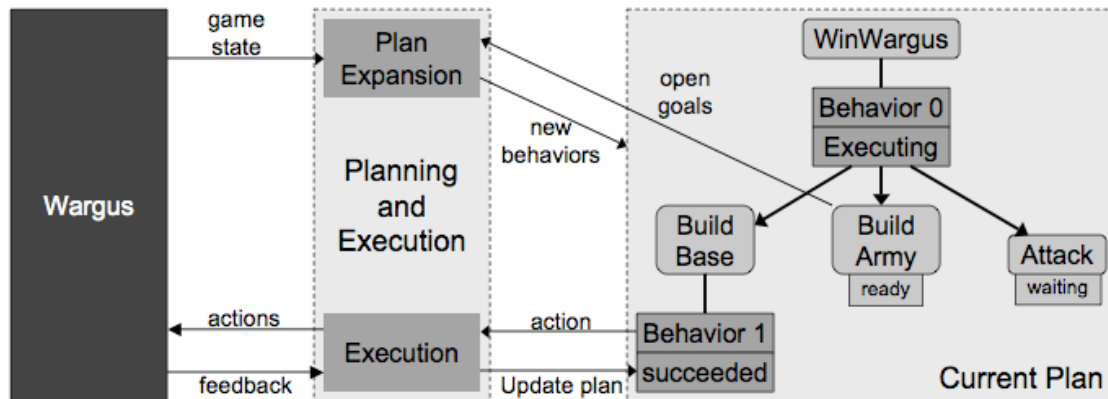 Wargus
game
state
Plan
Expansion
open
goals
new
behaviors
Planning
and
Execution
actions
feedback
Execution
action
Update plan
WinWargus
Behavior 0
Executing
Build
Base
Build
Army
ready
Attack
waiting
Behavior 1
succeeded
Current Plan